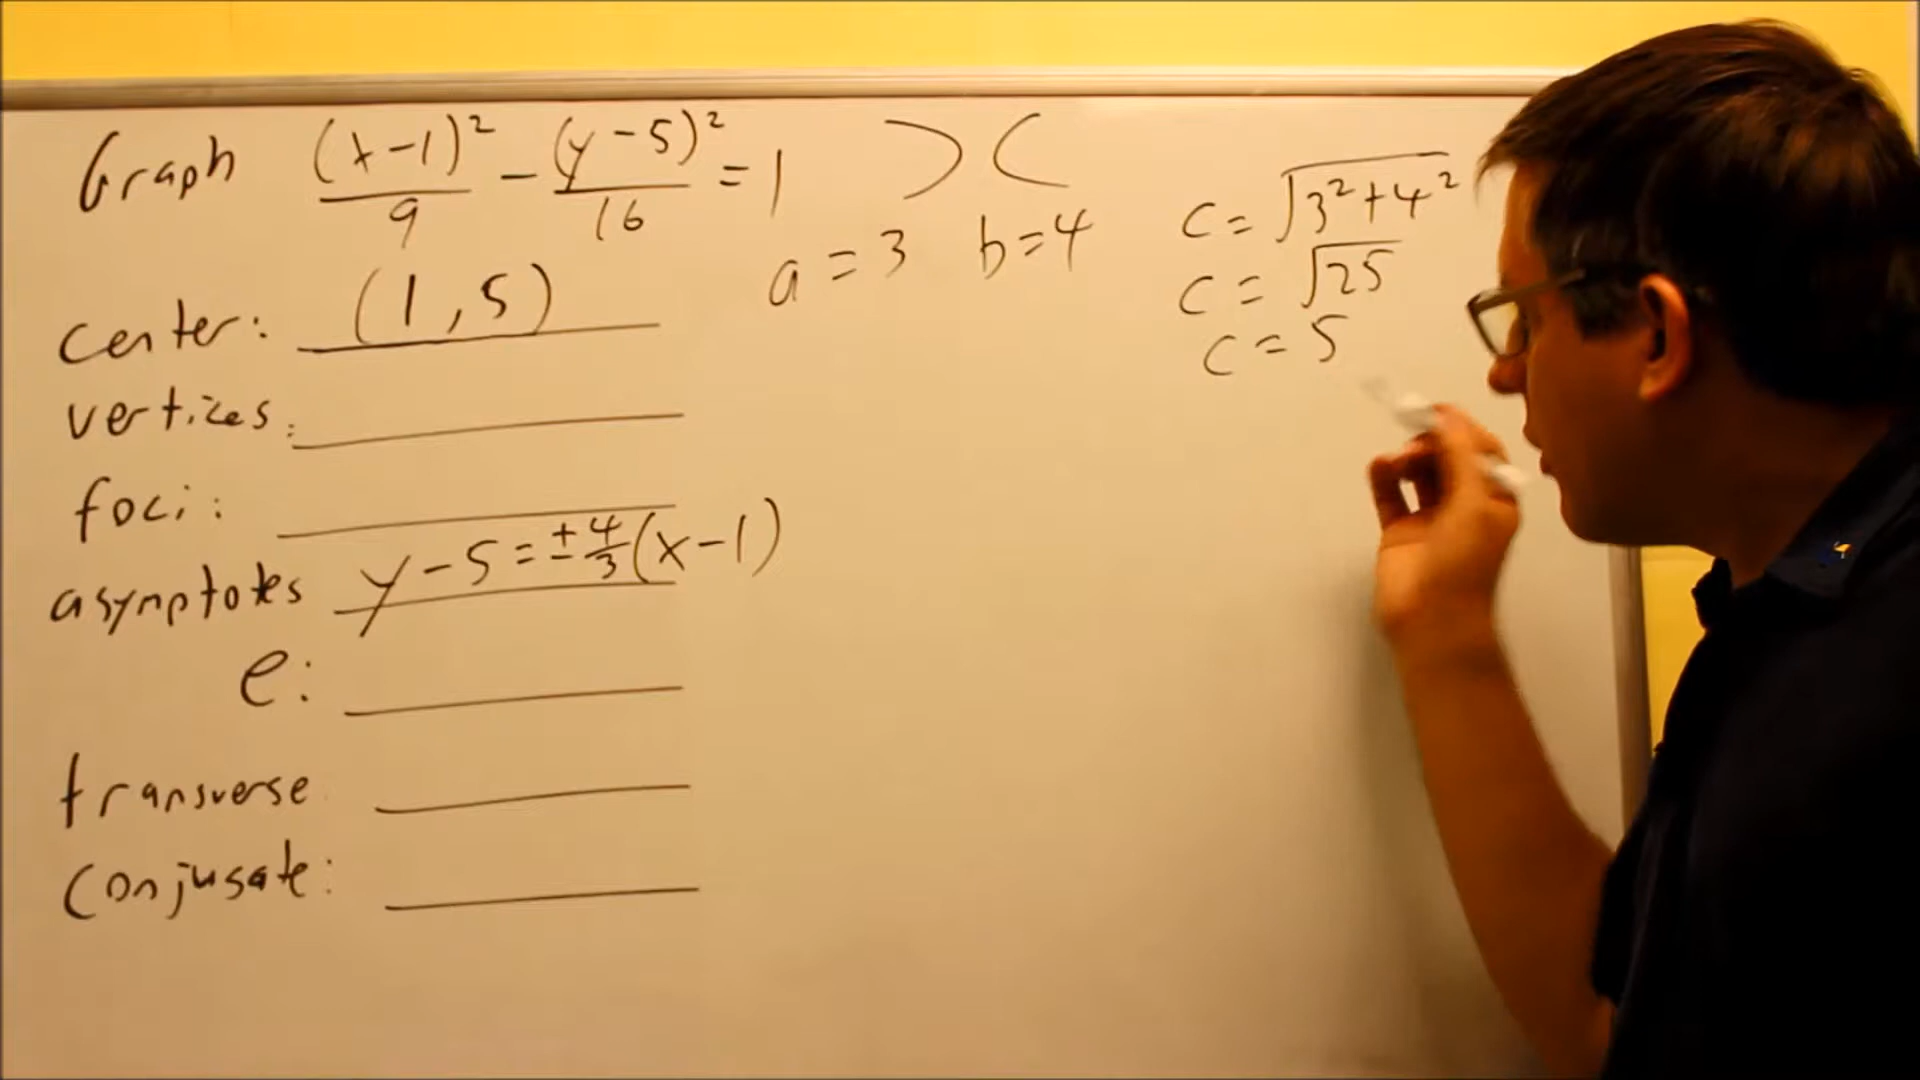 Graph (x-1)²/9 - (y-5)²/16 = 1
a = 3 b=4
c = √3²+4²
c = √25
c = 5
center: (1,5)
vertices:
foci:
asymptotes y-5=±4/3(x-1)
e:
transverse
conjugate: